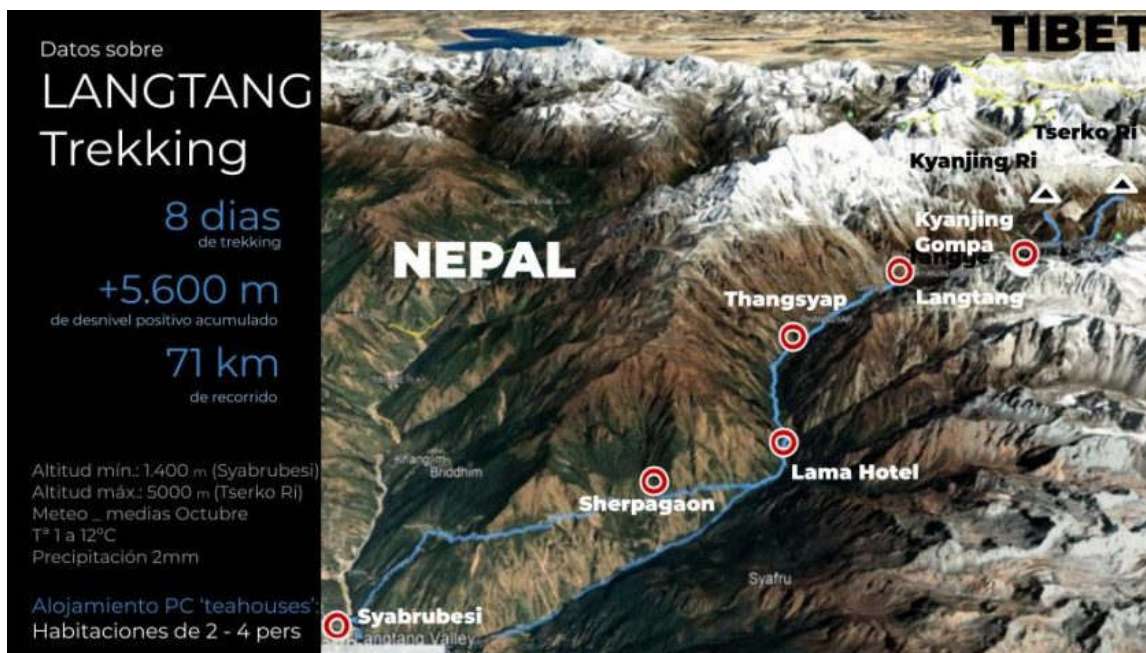 Datos sobre
LANGTANG
Trekking
8 dias
de trekking
+5.600 m
de desnivel positivo acumulado
71 km
de recorrido
Altitud mín.: 1.400 m (Syabrubesi)
Altitud máx.: 5000 m (Tserko Ri)
Meteo _ medias Octubre
Tª 1 a 12ºC
Precipitación 2mm
Alojamiento PC ‘teahouses’:
Habitaciones de 2 - 4 pers
TIBET
Tserko Ri
Kyanjing Ri
Kyanjing
Gompa
NEPAL
Langtang
Thangsyap
Lama Hotel
Sherpagaon
Briddhim
Syafru
Syabrubesi
Langtang Valley